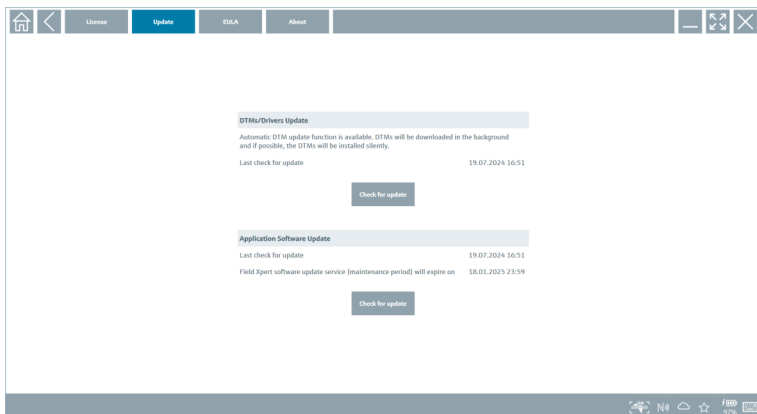 License Update EULA About
DTMs/Drivers Update
Automatic DTM update function is available. DTMs will be downloaded in the background
and if possible, the DTMs will be installed silently.
Last check for update 19.07.2024 16:51
Check for update
Application Software Update
Last check for update 19.07.2024 16:51
Field Xpert software update service (maintenance period) will expire on 18.01.2025 23:59
Check for update
97%